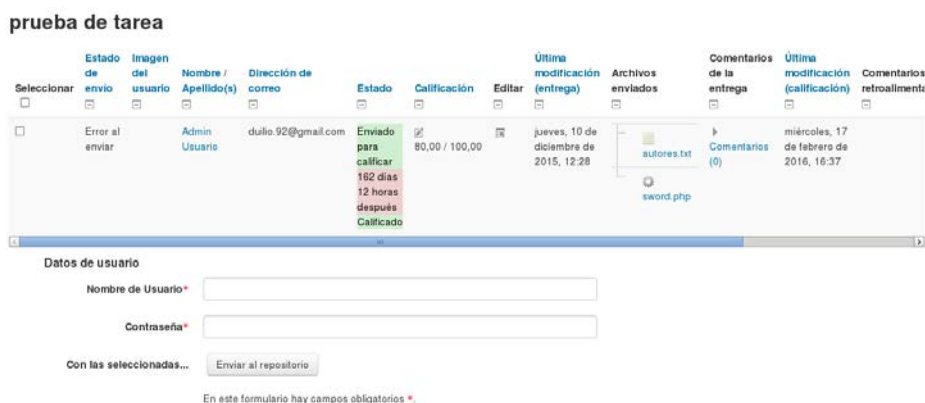 prueba de tarea
Seleccionar
Estado de envío
Imagen del usuario
Nombre / Apellido(s)
Dirección de correo
Estado
Calificación
Editar
Última modificación (entrega)
Archivos enviados
Comentarios de la entrega
Última modificación (calificación)
Comentarios retroalimenta
Error al enviar
Admin Usuario
duilio.92@gmail.com
Enviado para calificar
162 días 12 horas después
Calificado
80,00 / 100,00
jueves, 10 de diciembre de 2015, 12:28
autores.txt
sword.php
Comentarios (0)
miércoles, 17 de febrero de 2016, 16:37
Datos de usuario
Nombre de Usuario*
Contraseña*
Con las seleccionadas...
Enviar al repositorio
En este formulario hay campos obligatorios *.